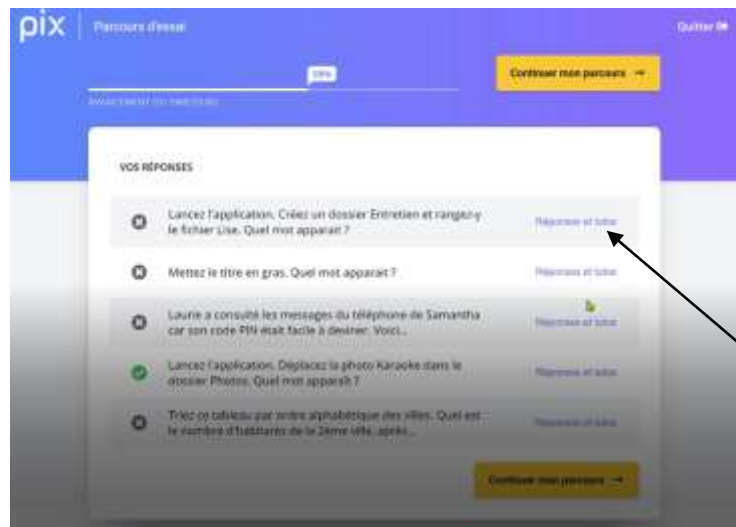 pix
Parcours d'essai
Quitter
Continuer mon parcours →
AVANCEMENT DU PARCOURS
VOS RÉPONSES
Lancez l'application. Créez un dossier Entretien et rangez-y
le fichier Lise. Quel mot apparait ?
Réponses et tutos
Mettez le titre en gras. Quel mot apparait ?
Réponses et tutos
Laurie a consulté les messages du téléphone de Samantha
car son code PIN était facile à deviner. Voici...
Réponses et tutos
Lancez l'application. Déplacez la photo Karaoke dans le
dossier Photos. Quel mot apparaît ?
Réponses et tutos
Triez ce tableau par ordre alphabétique des villes. Quel est
le nombre d'habitants de la 2ème ville, après...
Réponses et tutos
Continuer mon parcours →